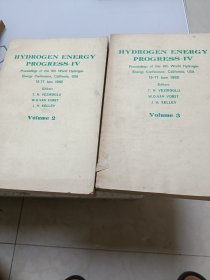 HYDROGEN ENERGY
PROGRESS-IV
Proceedings of the 4th World Hydrogen
Energy Conference, California, USA
13-17 June 1982
Editors
T. N. VEZIROGLU
W.D.VAN VORST
J. H. KELLEY
Volume 2
HYDROGEN ENERGY
PROGRESS-IV
Proceedings of the 4th World Hydrogen
Energy Conference, California, USA
13-17 June 1982
Editors
T. N. VEZIROGLU
W.D.VAN VORST
J. H. KELLEY
Volume 3